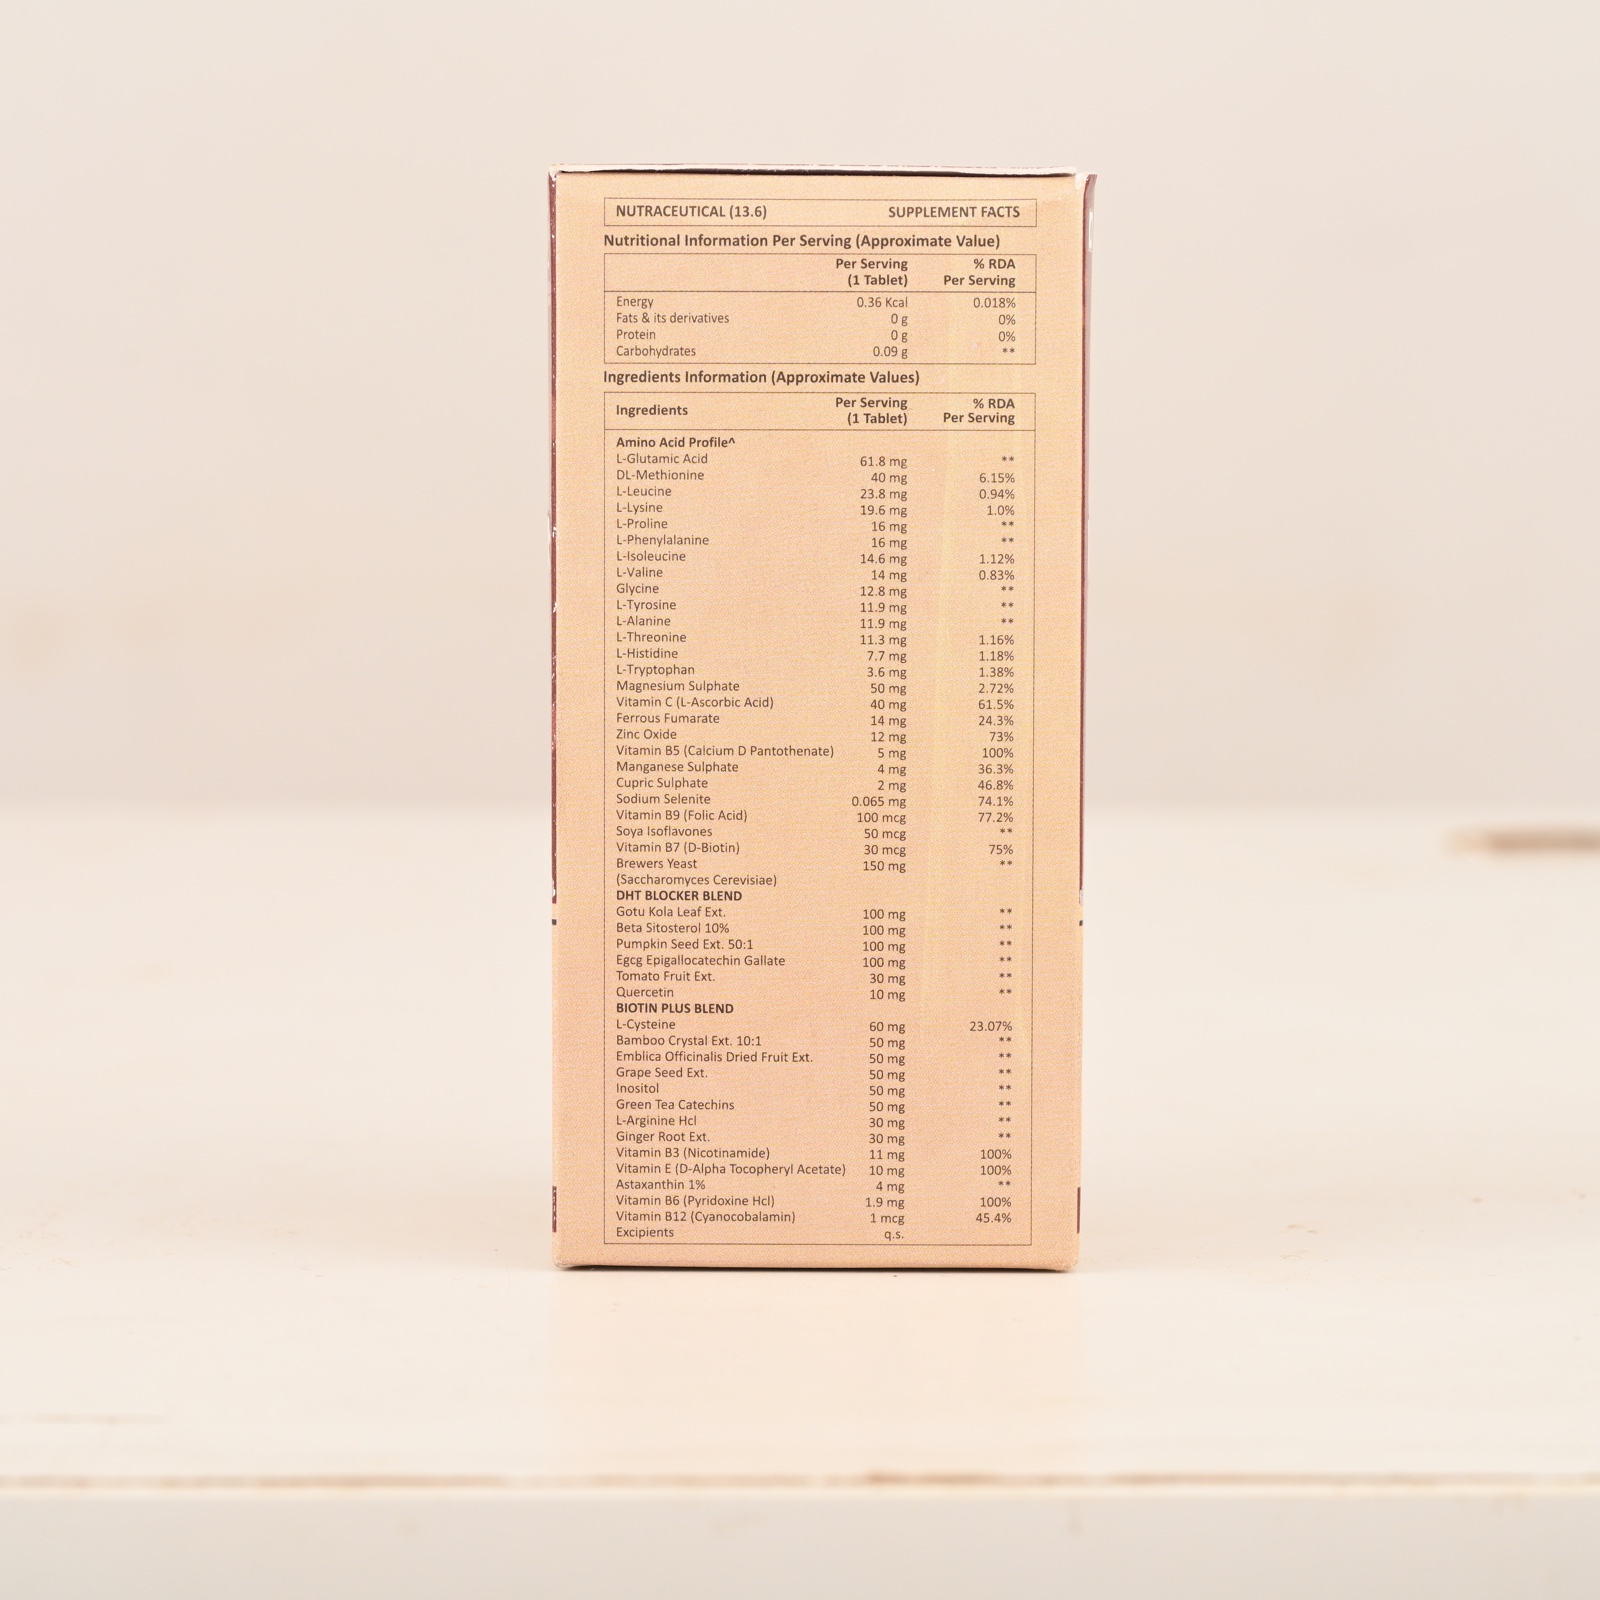 NUTRACEUTICAL (13.6) SUPPLEMENT FACTS
Nutritional Information Per Serving (Approximate Value)
Per Serving % RDA
(1 Tablet) Per Serving
Energy 0.36 Kcal 0.018%
Fats & its derivatives 0 g 0%
Protein 0 g 0%
Carbohydrates 0.09 g **
Ingredients Information (Approximate Values)
Ingredients Per Serving % RDA
(1 Tablet) Per Serving
Amino Acid Profile^
L-Glutamic Acid 61.8 mg **
DL-Methionine 40 mg 6.15%
L-Leucine 23.8 mg 0.94%
L-Lysine 19.6 mg 1.0%
L-Proline 16 mg **
L-Phenylalanine 16 mg **
L-Isoleucine 14.6 mg 1.12%
L-Valine 14 mg 0.83%
Glycine 12.8 mg **
L-Tyrosine 11.9 mg **
L-Alanine 11.9 mg **
L-Threonine 11.3 mg 1.16%
L-Histidine 7.7 mg 1.18%
L-Tryptophan 3.6 mg 1.38%
Magnesium Sulphate 50 mg 2.72%
Vitamin C (L-Ascorbic Acid) 40 mg 61.5%
Ferrous Fumarate 14 mg 24.3%
Zinc Oxide 12 mg 73%
Vitamin B5 (Calcium D Pantothenate) 5 mg 100%
Manganese Sulphate 4 mg 36.3%
Cupric Sulphate 2 mg 46.8%
Sodium Selenite 0.065 mg 74.1%
Vitamin B9 (Folic Acid) 100 mcg 77.2%
Soya Isoflavones 50 mcg **
Vitamin B7 (D-Biotin) 30 mcg 75%
Brewers Yeast 150 mg **
(Saccharomyces Cerevisiae)
DHT BLOCKER BLEND
Gotu Kola Leaf Ext. 100 mg **
Beta Sitosterol 10% 100 mg **
Pumpkin Seed Ext. 50:1 100 mg **
Egcg Epigallocatechin Gallate 100 mg **
Tomato Fruit Ext. 30 mg **
Quercetin 10 mg **
BIOTIN PLUS BLEND
L-Cysteine 60 mg 23.07%
Bamboo Crystal Ext. 10:1 50 mg **
Emblica Officinalis Dried Fruit Ext. 50 mg **
Grape Seed Ext. 50 mg **
Inositol 50 mg **
Green Tea Catechins 50 mg **
L-Arginine Hcl 30 mg **
Ginger Root Ext. 30 mg **
Vitamin B3 (Nicotinamide) 11 mg 100%
Vitamin E (D-Alpha Tocopheryl Acetate) 10 mg 100%
Astaxanthin 1% 4 mg **
Vitamin B6 (Pyridoxine Hcl) 1.9 mg 100%
Vitamin B12 (Cyanocobalamin) 1 mcg 45.4%
Excipients q.s.